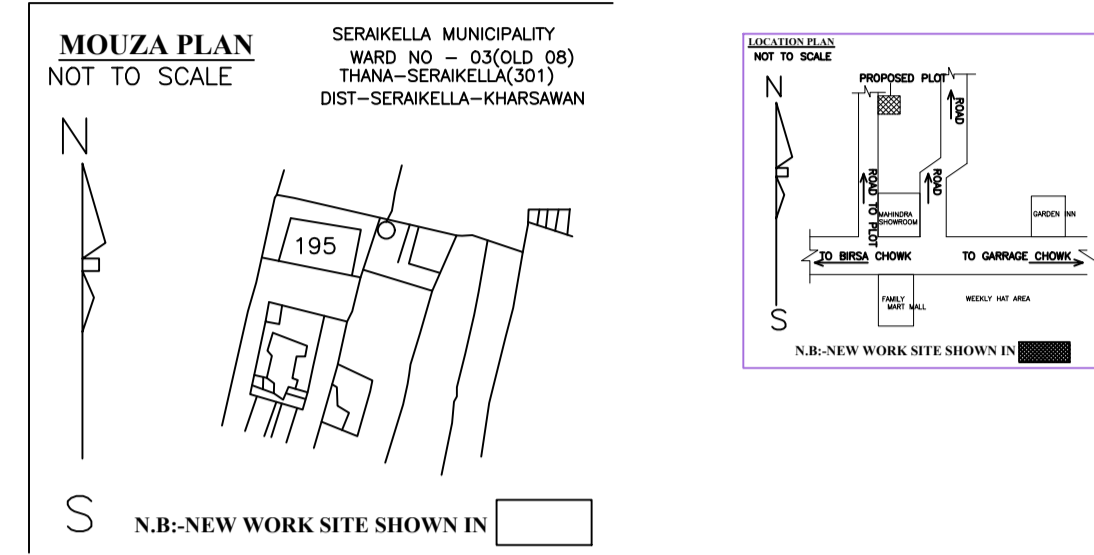 MOUZA PLAN
NOT TO SCALE
SERAIKELLA MUNICIPALITY
WARD NO - 03(OLD 08)
THANA-SERAIKELLA(301)
DIST-SERAIKELLA-KHARSAWAN
N
195
S
N.B:-NEW WORK SITE SHOWN IN
LOCATION PLAN
NOT TO SCALE
N
PROPOSED PLOT
ROAD
ROAD TO PLOT
ROAD
MAHINDRA
SHOWROOM
GARDEN INN
TO BIRSA CHOWK
TO GARRAGE CHOWK
FAMILY
MART MALL
WEEKLY HAT AREA
S
N.B:-NEW WORK SITE SHOWN IN